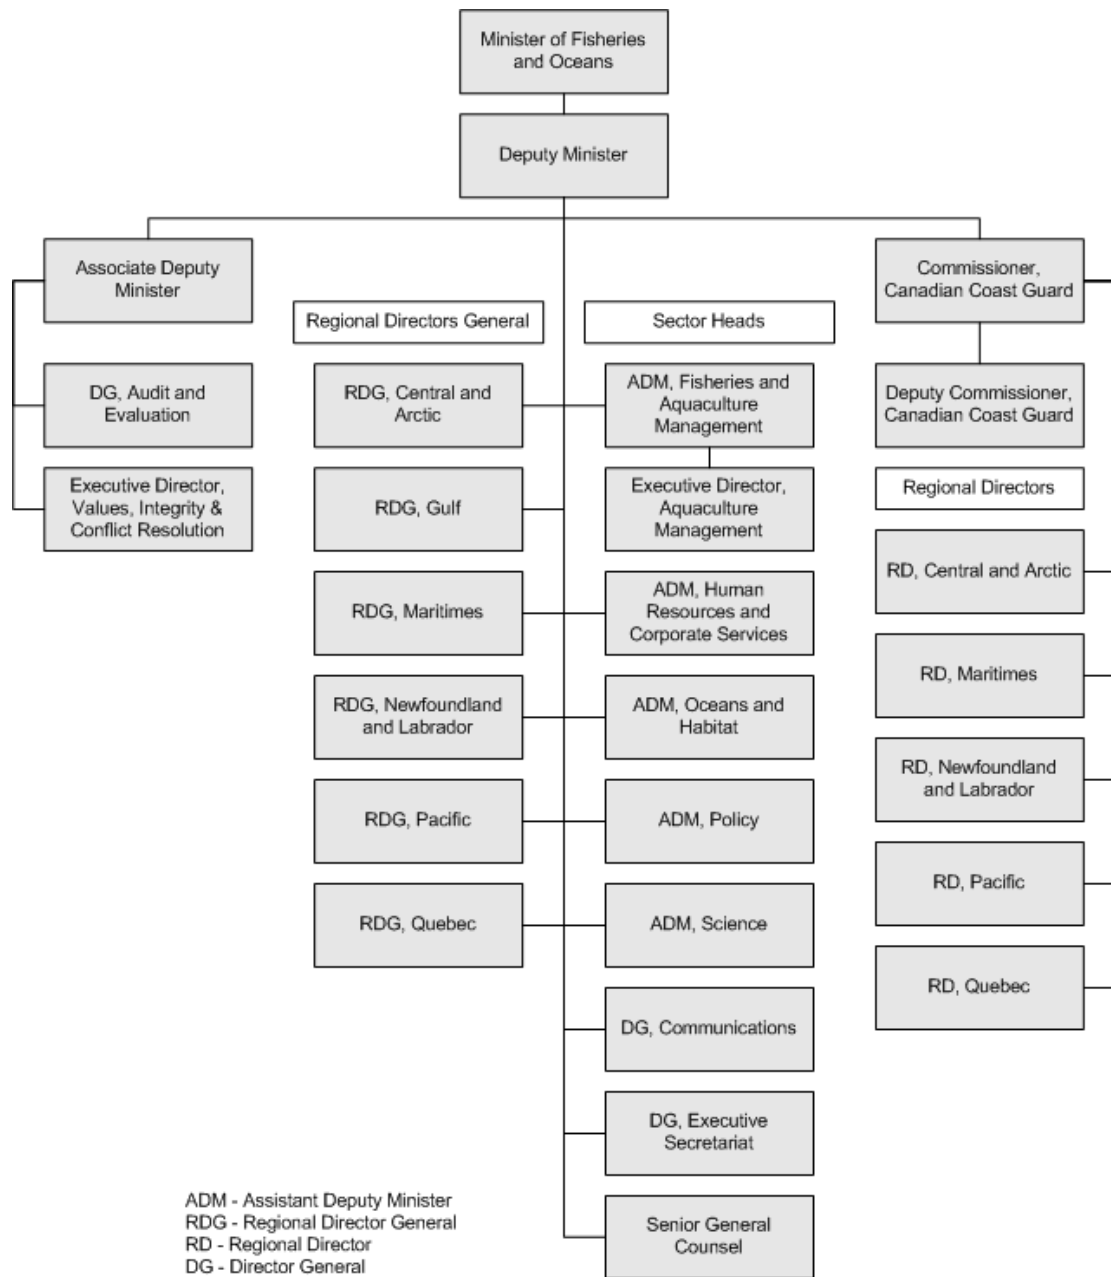 Minister of Fisheries
and Oceans
Deputy Minister
Associate Deputy
Minister
DG, Audit and
Evaluation
Executive Director,
Values, Integrity &
Conflict Resolution
Regional Directors General
RDG, Central and
Arctic
RDG, Gulf
RDG, Maritimes
RDG, Newfoundland
and Labrador
RDG, Pacific
RDG, Quebec
Sector Heads
ADM, Fisheries and
Aquaculture
Management
Executive Director,
Aquaculture
Management
ADM, Human
Resources and
Corporate Services
ADM, Oceans and
Habitat
ADM, Policy
ADM, Science
DG, Communications
DG, Executive
Secretariat
Senior General
Counsel
Commissioner,
Canadian Coast Guard
Deputy Commissioner,
Canadian Coast Guard
Regional Directors
RD, Central and Arctic
RD, Maritimes
RD, Newfoundland
and Labrador
RD, Pacific
RD, Quebec
ADM - Assistant Deputy Minister
RDG - Regional Director General
RD - Regional Director
DG - Director General